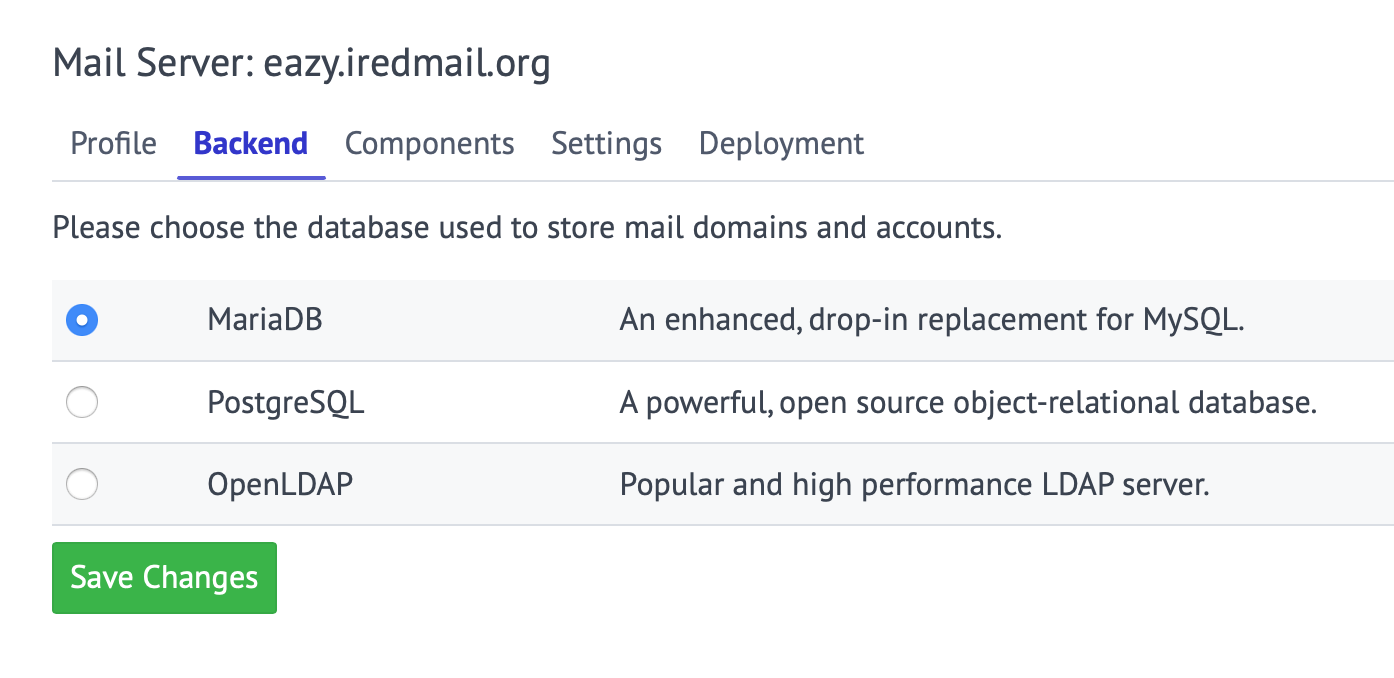 Mail Server: eazy.iredmail.org
Profile Backend Components Settings Deployment
Please choose the database used to store mail domains and accounts.
MariaDB An enhanced, drop-in replacement for MySQL.
PostgreSQL A powerful, open source object-relational database.
OpenLDAP Popular and high performance LDAP server.
Save Changes